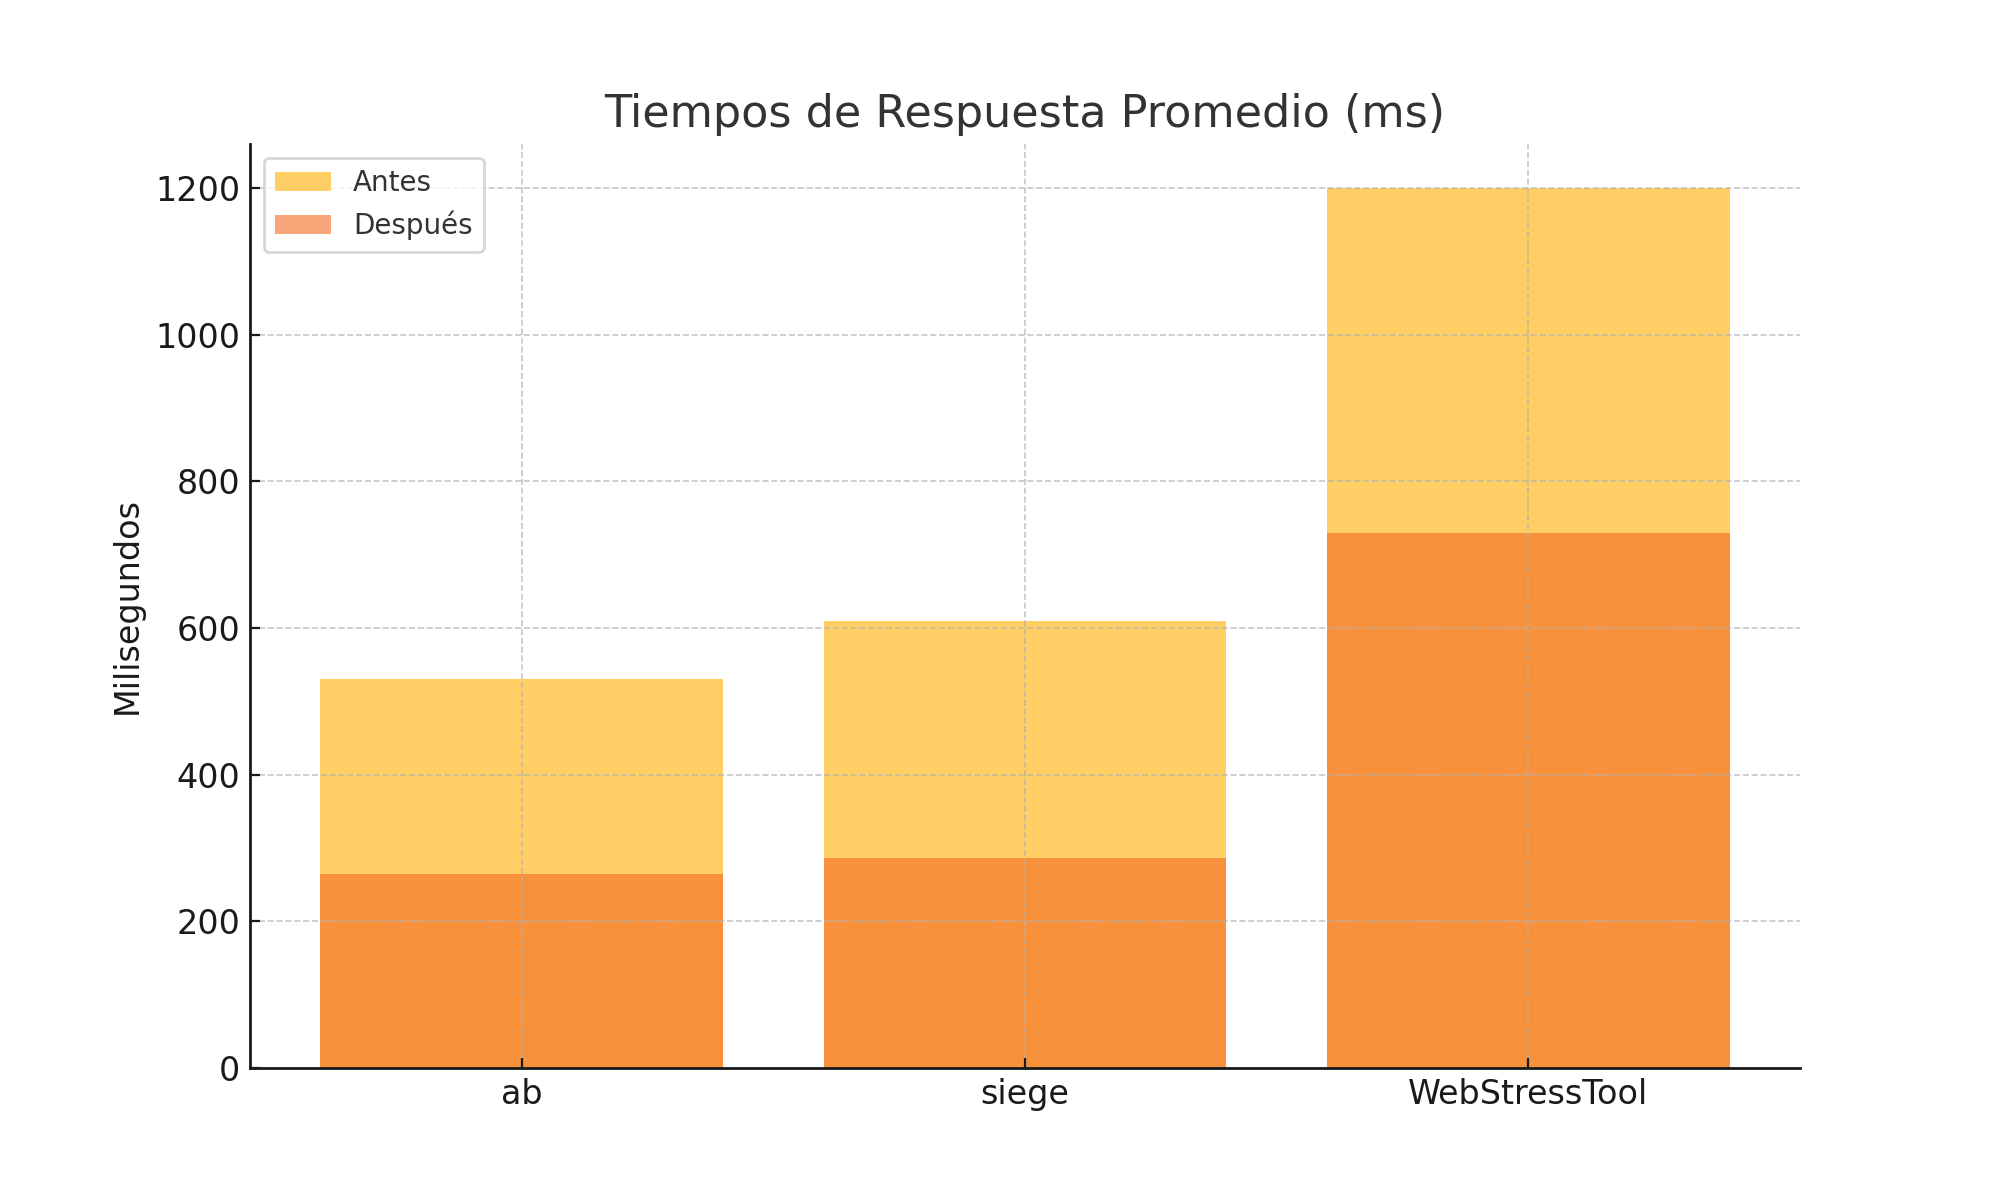 Tiempos de Respuesta Promedio (ms)
Antes
Después
1200
1000
800
600
400
200
0
Milisegundos
ab
siege
WebStressTool